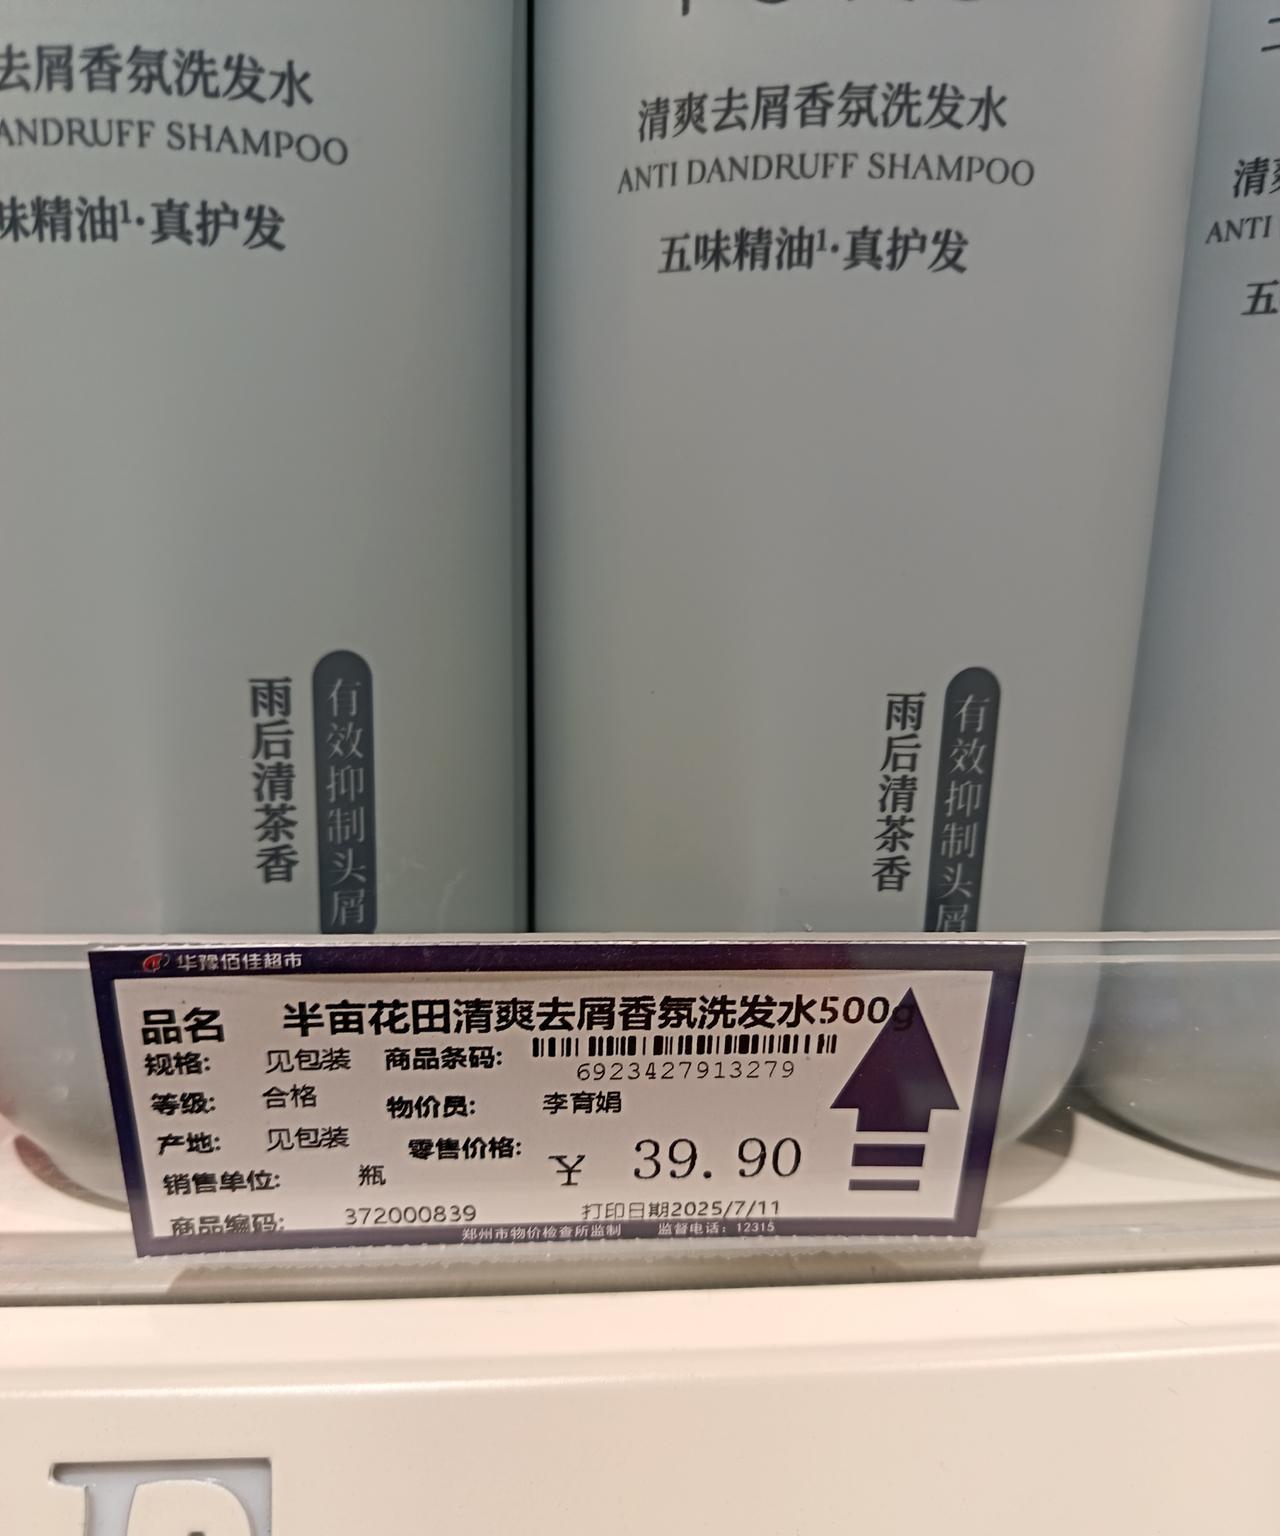 去屑香氛洗发水
ANDRUFF SHAMPOO
味精油¹·真护发
雨后清茶香
有效抑制头屑
清爽去屑香氛洗发水
ANTI DANDRUFF SHAMPOO
五味精油¹·真护发
雨后清茶香
有效抑制头屑
清爽
ANTI
五
华豫佰佳超市
品名 半亩花田清爽去屑香氛洗发水500g
规格: 见包装 商品条码: 6923427913279
等级: 合格 物价员: 李育娟
产地: 见包装 零售价格: ¥ 39.90
销售单位: 瓶
商品编码: 372000839 打印日期2025/7/11
郑州市物价检查所监制 监督电话: 12315